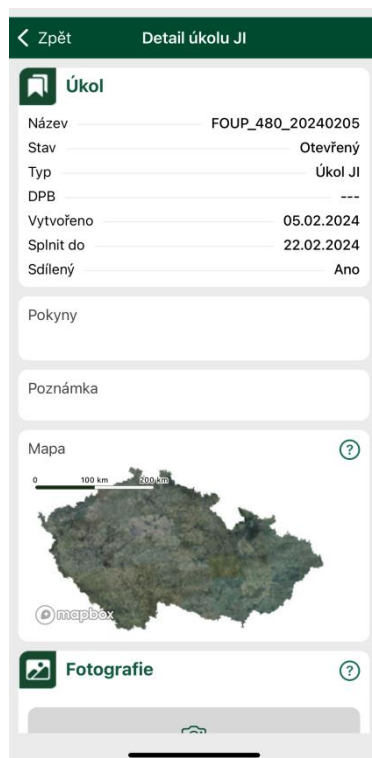 Zpět Detail úkolu JI
Úkol
Název FOUP_480_20240205
Stav Otevřený
Typ Úkol JI
DPB ---
Vytvořeno 05.02.2024
Splnit do 22.02.2024
Sdílený Ano
Pokyny
Poznámka
Mapa ?
0 100 km 200 km
mapbox
Fotografie ?